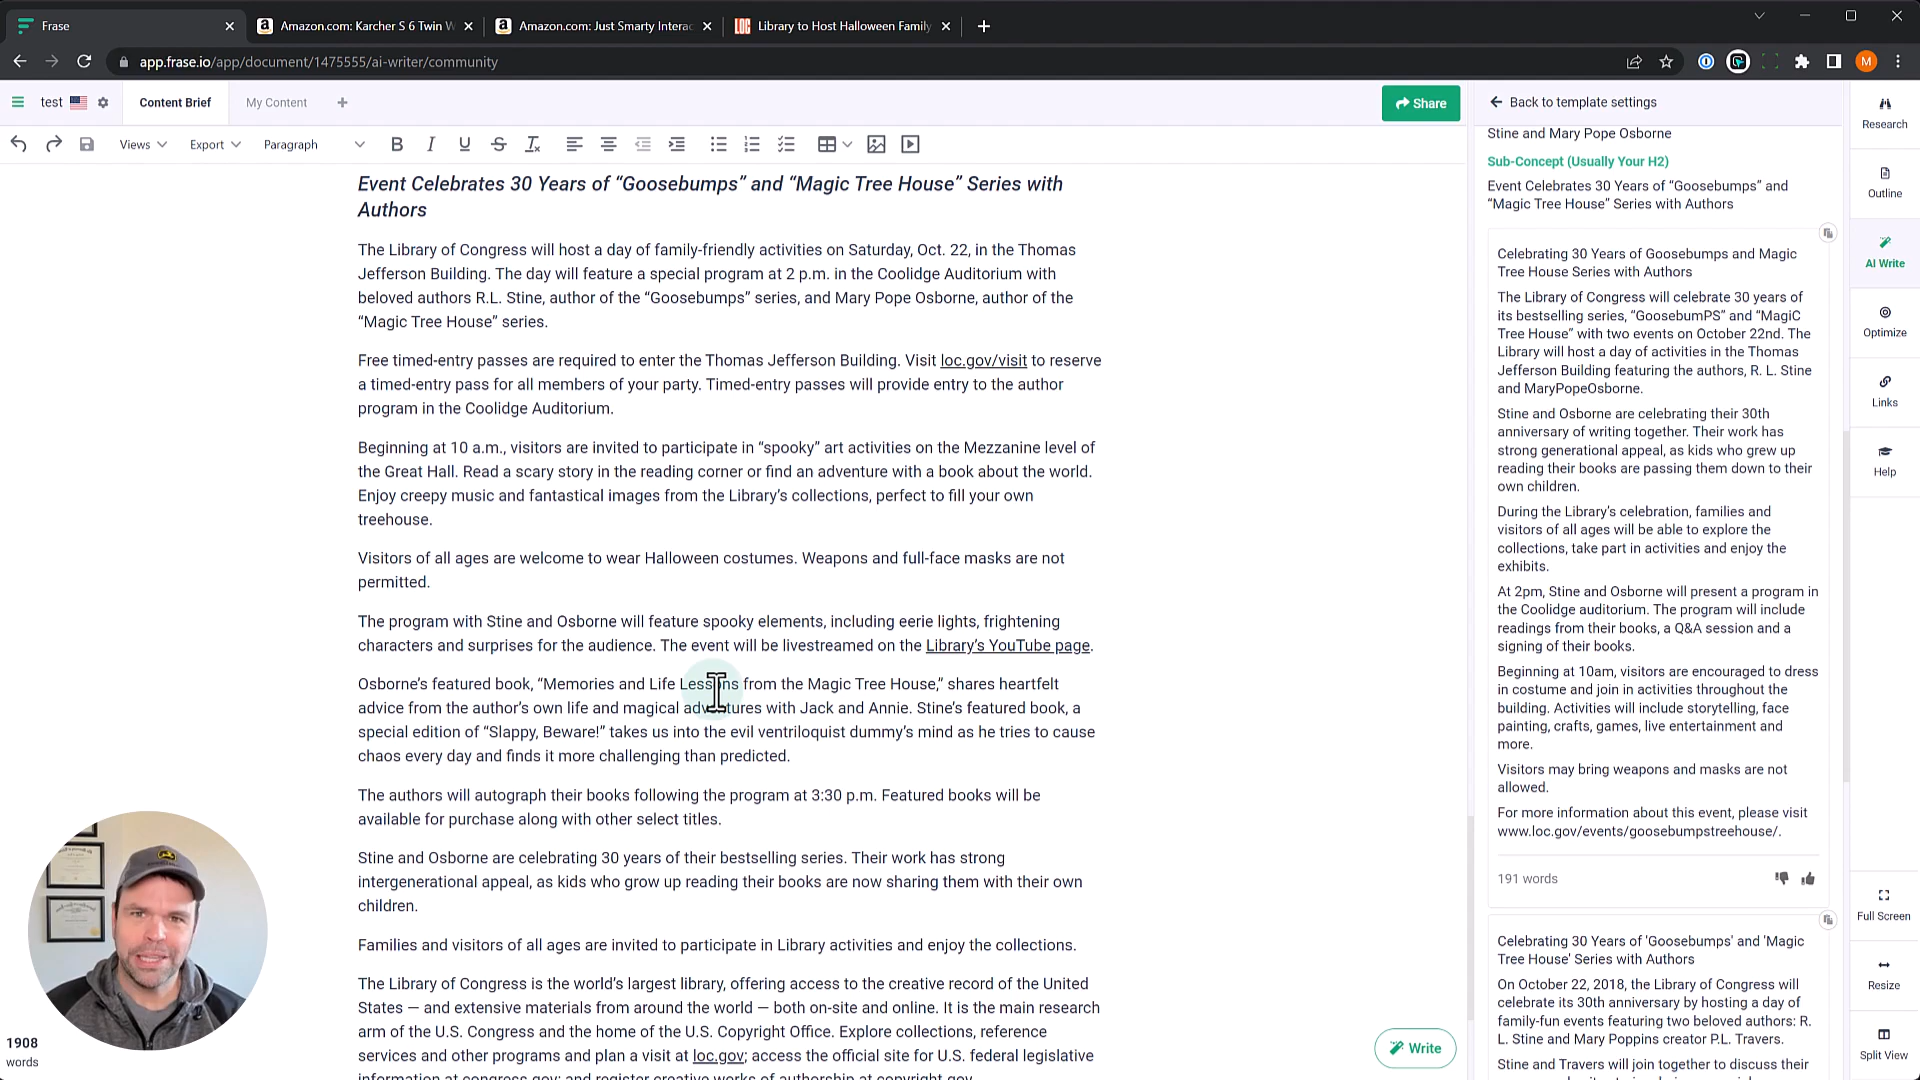 Frase
Amazon.com: Karcher S 6 Twin W
Amazon.com: Just Smarty Interac
LOC
Library to Host Halloween Family
app.frase.io/app/document/1475555/ai-writer/community
M
test
Content Brief
My Content
Share
Back to template settings
Views
Export
Paragraph
B I U S T
Event Celebrates 30 Years of “Goosebumps” and “Magic Tree House” Series with
Authors
The Library of Congress will host a day of family-friendly activities on Saturday, Oct. 22, in the Thomas
Jefferson Building. The day will feature a special program at 2 p.m. in the Coolidge Auditorium with
beloved authors R.L. Stine, author of the “Goosebumps” series, and Mary Pope Osborne, author of the
“Magic Tree House” series.
Free timed-entry passes are required to enter the Thomas Jefferson Building. Visit loc.gov/visit to reserve
a timed-entry pass for all members of your party. Timed-entry passes will provide entry to the author
program in the Coolidge Auditorium.
Beginning at 10 a.m., visitors are invited to participate in “spooky” art activities on the Mezzanine level of
the Great Hall. Read a scary story in the reading corner or find an adventure with a book about the world.
Enjoy creepy music and fantastical images from the Library’s collections, perfect to fill your own
treehouse.
Visitors of all ages are welcome to wear Halloween costumes. Weapons and full-face masks are not
permitted.
The program with Stine and Osborne will feature spooky elements, including eerie lights, frightening
characters and surprises for the audience. The event will be livestreamed on the Library’s YouTube page.
Osborne’s featured book, “Memories and Life Lessons from the Magic Tree House,” shares heartfelt
advice from the author’s own life and magical adventures with Jack and Annie. Stine’s featured book, a
special edition of “Slappy, Beware!” takes us into the evil ventriloquist dummy’s mind as he tries to cause
chaos every day and finds it more challenging than predicted.
The authors will autograph their books following the program at 3:30 p.m. Featured books will be
available for purchase along with other select titles.
Stine and Osborne are celebrating 30 years of their bestselling series. Their work has strong
intergenerational appeal, as kids who grew up reading their books are now sharing them with their own
children.
Families and visitors of all ages are invited to participate in Library activities and enjoy the collections.
The Library of Congress is the world’s largest library, offering access to the creative record of the United
States — and extensive materials from around the world — both on-site and online. It is the main research
arm of the U.S. Congress and the home of the U.S. Copyright Office. Explore collections, reference
services and other programs and plan a visit at loc.gov; access the official site for U.S. federal legislative
information at congress.gov; and register creative works of authorship at copyright.gov.
1908
words
Write
Stine and Mary Pope Osborne
Sub-Concept (Usually Your H2)
Event Celebrates 30 Years of “Goosebumps” and
“Magic Tree House” Series with Authors
Celebrating 30 Years of Goosebumps and Magic
Tree House Series with Authors
The Library of Congress will celebrate 30 years of
its bestselling series, “GoosebumPS” and “MagiC
Tree House” with two events on October 22nd. The
Library will host a day of activities in the Thomas
Jefferson Building featuring the authors, R. L. Stine
and MaryPopeOsborne.
Stine and Osborne are celebrating their 30th
anniversary of writing together. Their work has
strong generational appeal, as kids who grew up
reading their books are passing them down to their
own children.
During the Library’s celebration, families and
visitors of all ages will be able to explore the
collections, take part in activities and enjoy the
exhibits.
At 2pm, Stine and Osborne will present a program in
the Coolidge auditorium. The program will include
readings from their books, a Q&A session and a
signing of their books.
Beginning at 10am, visitors are encouraged to dress
in costume and join in activities throughout the
building. Activities will include storytelling, face
painting, crafts, games, live entertainment and
more.
Visitors may bring weapons and masks are not
allowed.
For more information about this event, please visit
www.loc.gov/events/goosebumpstreehouse/.
191 words
Celebrating 30 Years of 'Goosebumps' and 'Magic
Tree House' Series with Authors
On October 22, 2018, the Library of Congress will
celebrate its 30th anniversary by hosting a day of
family-fun events featuring two beloved authors: R.
L. Stine and Mary Poppins creator P.L. Travers.
Stine and Travers will join together to discuss their
Research
Outline
AI Write
Optimize
Links
Help
Full Screen
Resize
Split View